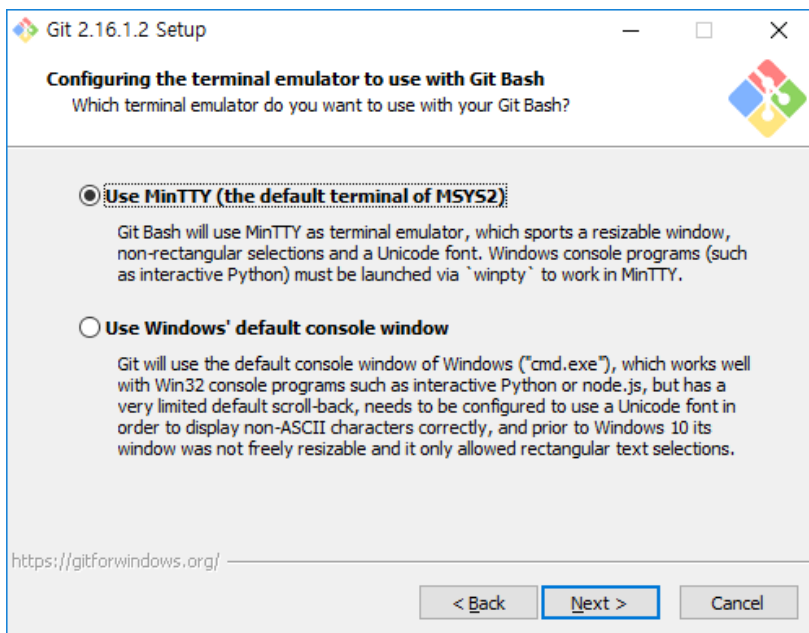 Git 2.16.1.2 Setup
Configuring the terminal emulator to use with Git Bash
Which terminal emulator do you want to use with your Git Bash?
Use MinTTY (the default terminal of MSYS2)
Git Bash will use MinTTY as terminal emulator, which sports a resizable window,
non-rectangular selections and a Unicode font. Windows console programs (such
as interactive Python) must be launched via `winpty` to work in MinTTY.
Use Windows' default console window
Git will use the default console window of Windows ("cmd.exe"), which works well
with Win32 console programs such as interactive Python or node.js, but has a
very limited default scroll-back, needs to be configured to use a Unicode font in
order to display non-ASCII characters correctly, and prior to Windows 10 its
window was not freely resizable and it only allowed rectangular text selections.
https://gitforwindows.org/
< Back
Next >
Cancel